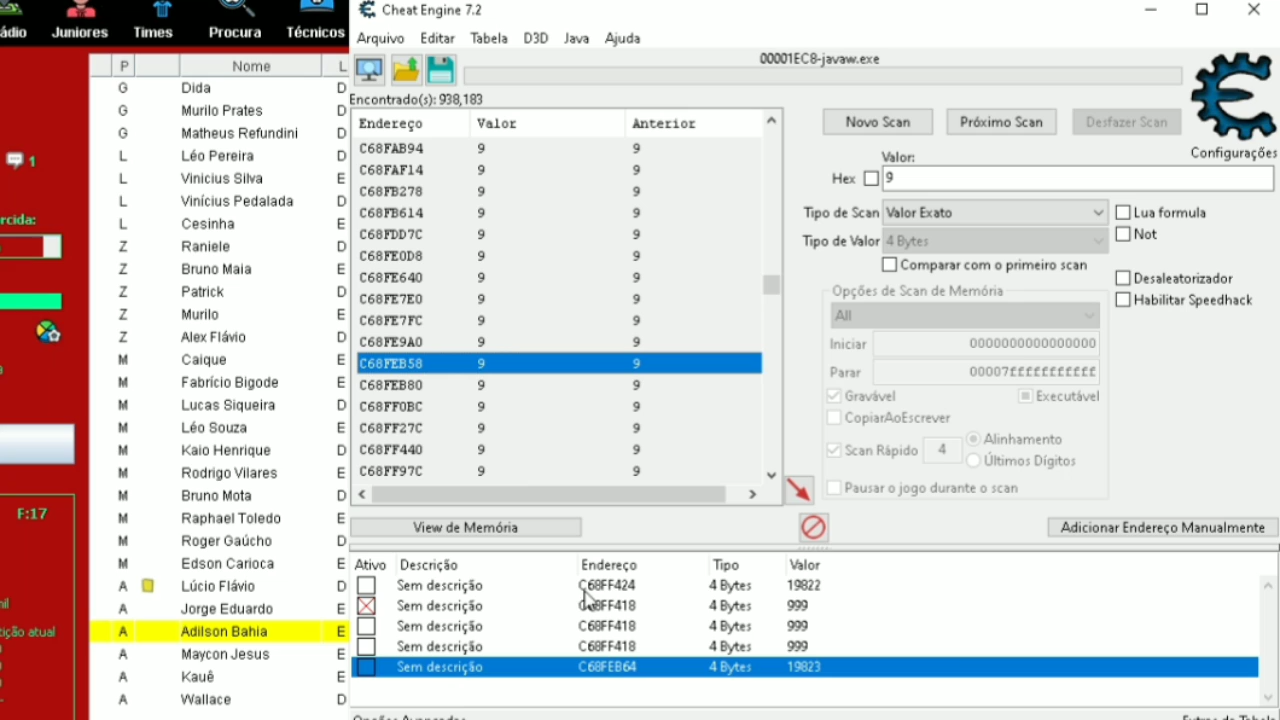 ádio Juniores Times Procura Técnicos
1
rcida:
F:17
nil
ição atual
P Nome L
G Dida D
G Murilo Prates D
G Matheus Refundini D
L Léo Pereira D
L Vinicius Silva E
L Vinícius Pedalada D
L Cesinha E
Z Raniele D
Z Bruno Maia E
Z Patrick D
Z Murilo E
Z Alex Flávio D
M Caique E
M Fabrício Bigode E
M Lucas Siqueira D
M Léo Souza E
M Kaio Henrique D
M Rodrigo Vilares E
M Bruno Mota D
M Raphael Toledo E
M Roger Gaúcho D
M Edson Carioca E
A Lúcio Flávio D
A Jorge Eduardo E
A Adilson Bahia E
A Maycon Jesus E
A Kauê E
A Wallace D
Cheat Engine 7.2
Arquivo Editar Tabela D3D Java Ajuda
00001EC8-javaw.exe
Encontrado(s): 938,183
Endereço Valor Anterior
C68FAB94 9 9
C68FAF14 9 9
C68FB278 9 9
C68FB614 9 9
C68FDD7C 9 9
C68FE0D8 9 9
C68FE640 9 9
C68FE7E0 9 9
C68FE7FC 9 9
C68FE9A0 9 9
C68FEB58 9 9
C68FEB80 9 9
C68FF0BC 9 9
C68FF27C 9 9
C68FF440 9 9
C68FF97C 9 9
Novo Scan Próximo Scan Desfazer Scan
Configurações
Valor:
Hex 9
Tipo de Scan Valor Exato
Lua formula
Tipo de Valor 4 Bytes
Not
Comparar com o primeiro scan
Desaleatorizador
Habilitar Speedhack
Opções de Scan de Memória
All
Iniciar 0000000000000000
Parar 00007fffffffffff
Gravável Executável
CopiarAoEscrever
Scan Rápido 4 Alinhamento
Últimos Dígitos
Pausar o jogo durante o scan
View de Memória Adicionar Endereço Manualmente
Ativo Descrição Endereço Tipo Valor
Sem descrição C68FF424 4 Bytes 19822
Sem descrição C68FF418 4 Bytes 999
Sem descrição C68FF418 4 Bytes 999
Sem descrição C68FF418 4 Bytes 999
Sem descrição C68FEB64 4 Bytes 19823
Opções Avançadas Extras da Tabela